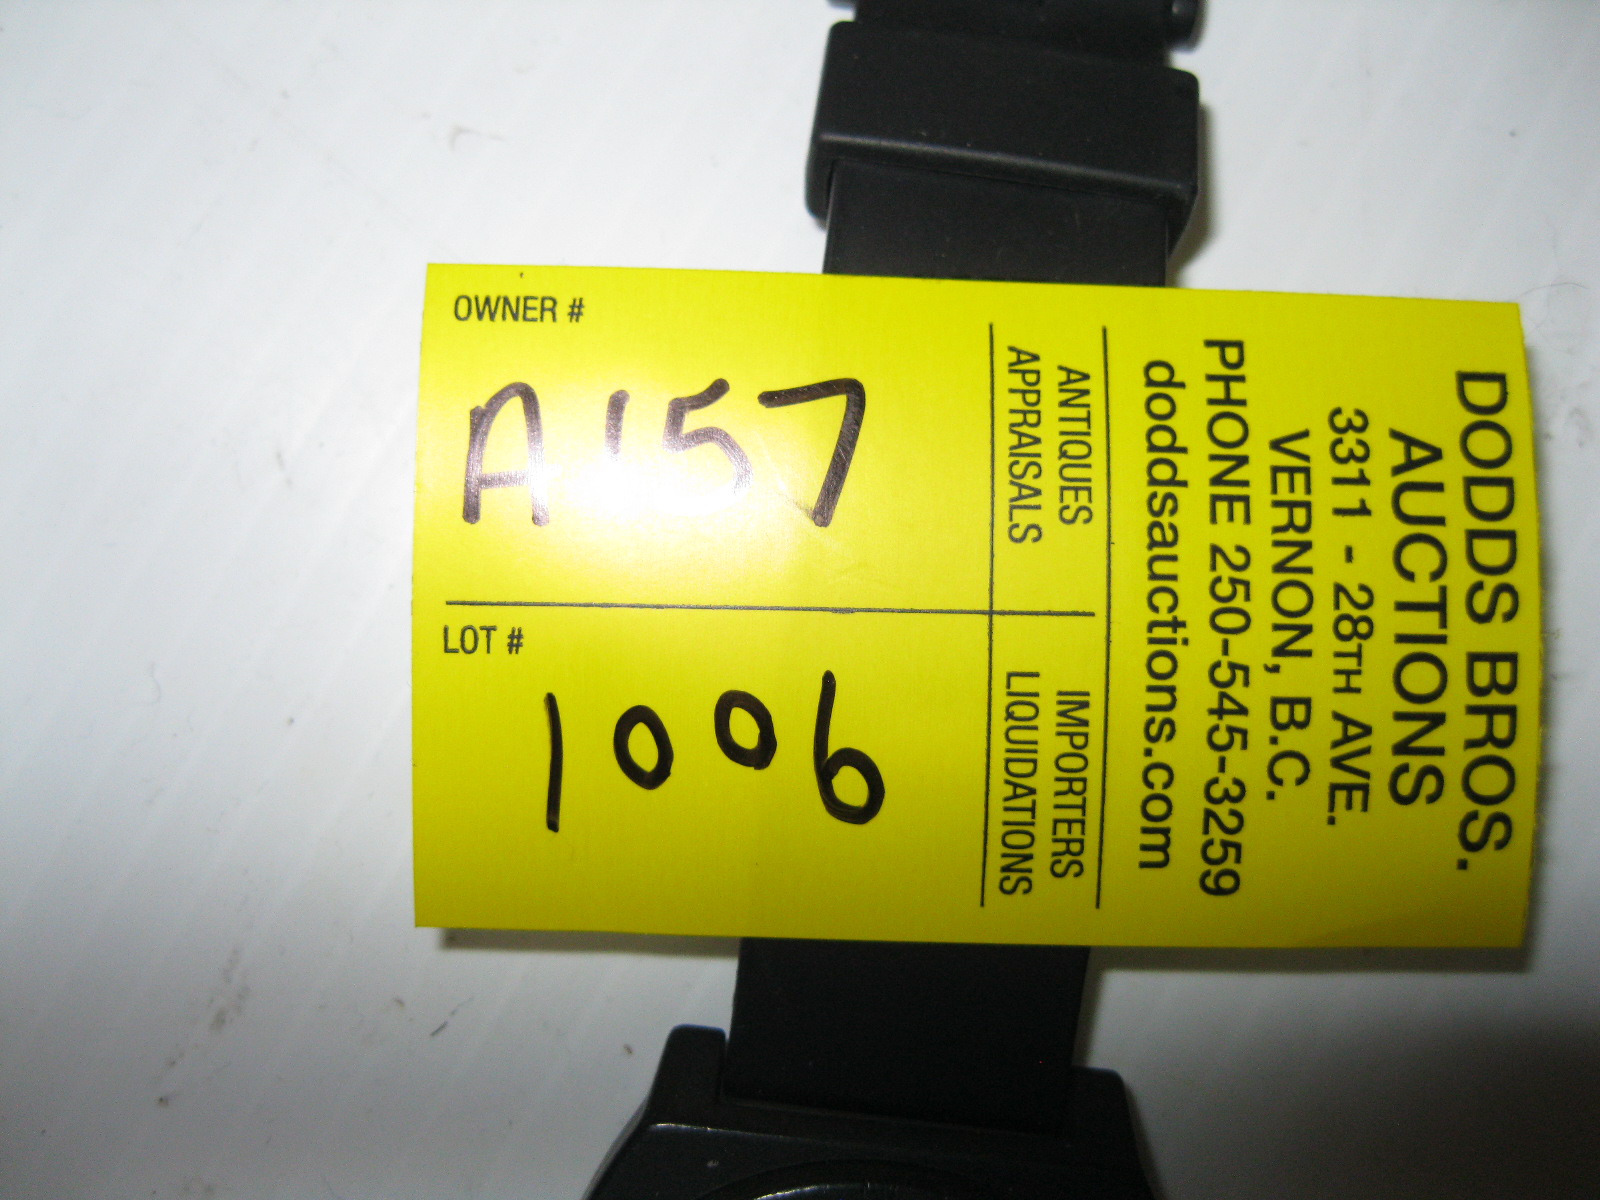 DODDS BROS.
AUCTIONS
3311 - 28TH AVE.
VERNON, B.C.
PHONE 250-545-3259
doddsauctions.com
ANTIQUES
APPRAISALS
IMPORTERS
LIQUIDATIONS
OWNER #
A157
LOT #
1006